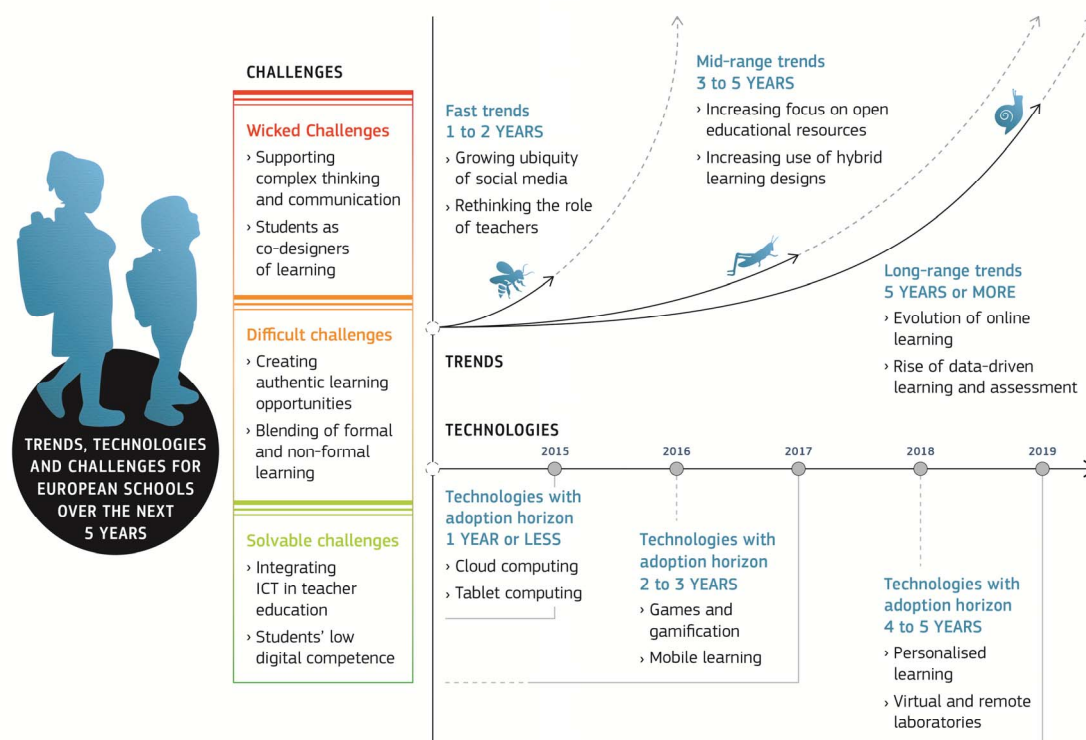 TRENDS, TECHNOLOGIES
AND CHALLENGES FOR
EUROPEAN SCHOOLS
OVER THE NEXT
5 YEARS
CHALLENGES
Wicked Challenges
› Supporting
complex thinking
and communication
› Students as
co-designers
of learning
Difficult challenges
› Creating
authentic learning
opportunities
› Blending of formal
and non-formal
learning
Solvable challenges
› Integrating
ICT in teacher
education
› Students' low
digital competence
Fast trends
1 to 2 YEARS
› Growing ubiquity
of social media
› Rethinking the role
of teachers
Mid-range trends
3 to 5 YEARS
› Increasing focus on open
educational resources
› Increasing use of hybrid
learning designs
Long-range trends
5 YEARS or MORE
› Evolution of online
learning
› Rise of data-driven
learning and assessment
TRENDS
TECHNOLOGIES
2015 2016 2017 2018 2019
Technologies with
adoption horizon
1 YEAR or LESS
› Cloud computing
› Tablet computing
Technologies with
adoption horizon
2 to 3 YEARS
› Games and
gamification
› Mobile learning
Technologies with
adoption horizon
4 to 5 YEARS
› Personalised
learning
› Virtual and remote
laboratories